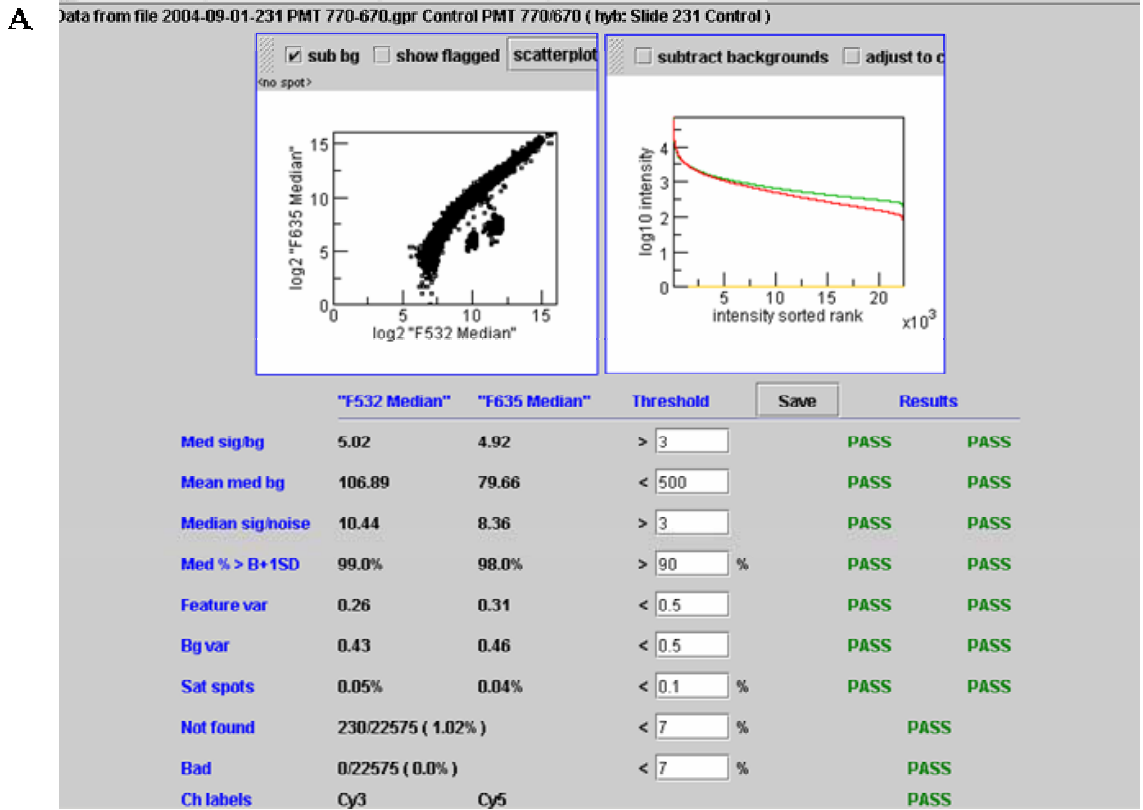 A
Data from file 2004-09-01-231 PMT 770-670.gpr Control PMT 770/670 ( hyb: Slide 231 Control )
✔ sub bg show flagged scatterplot
<no spot>
log2 "F635 Median"
15
10
5
0
0 5 10 15
log2 "F532 Median"
subtract backgrounds adjust to c
log10 intensity
4
3
2
1
0
5 10 15 20
intensity sorted rank x10³
"F532 Median" "F635 Median" Threshold Save Results
Med sig/bg 5.02 4.92 > 3 PASS PASS
Mean med bg 106.89 79.66 < 500 PASS PASS
Median sig/noise 10.44 8.36 > 3 PASS PASS
Med % > B+1SD 99.0% 98.0% > 90 % PASS PASS
Feature var 0.26 0.31 < 0.5 PASS PASS
Bg var 0.43 0.46 < 0.5 PASS PASS
Sat spots 0.05% 0.04% < 0.1 % PASS PASS
Not found 230/22575 ( 1.02% ) < 7 % PASS
Bad 0/22575 ( 0.0% ) < 7 % PASS
Ch labels Cy3 Cy5 PASS